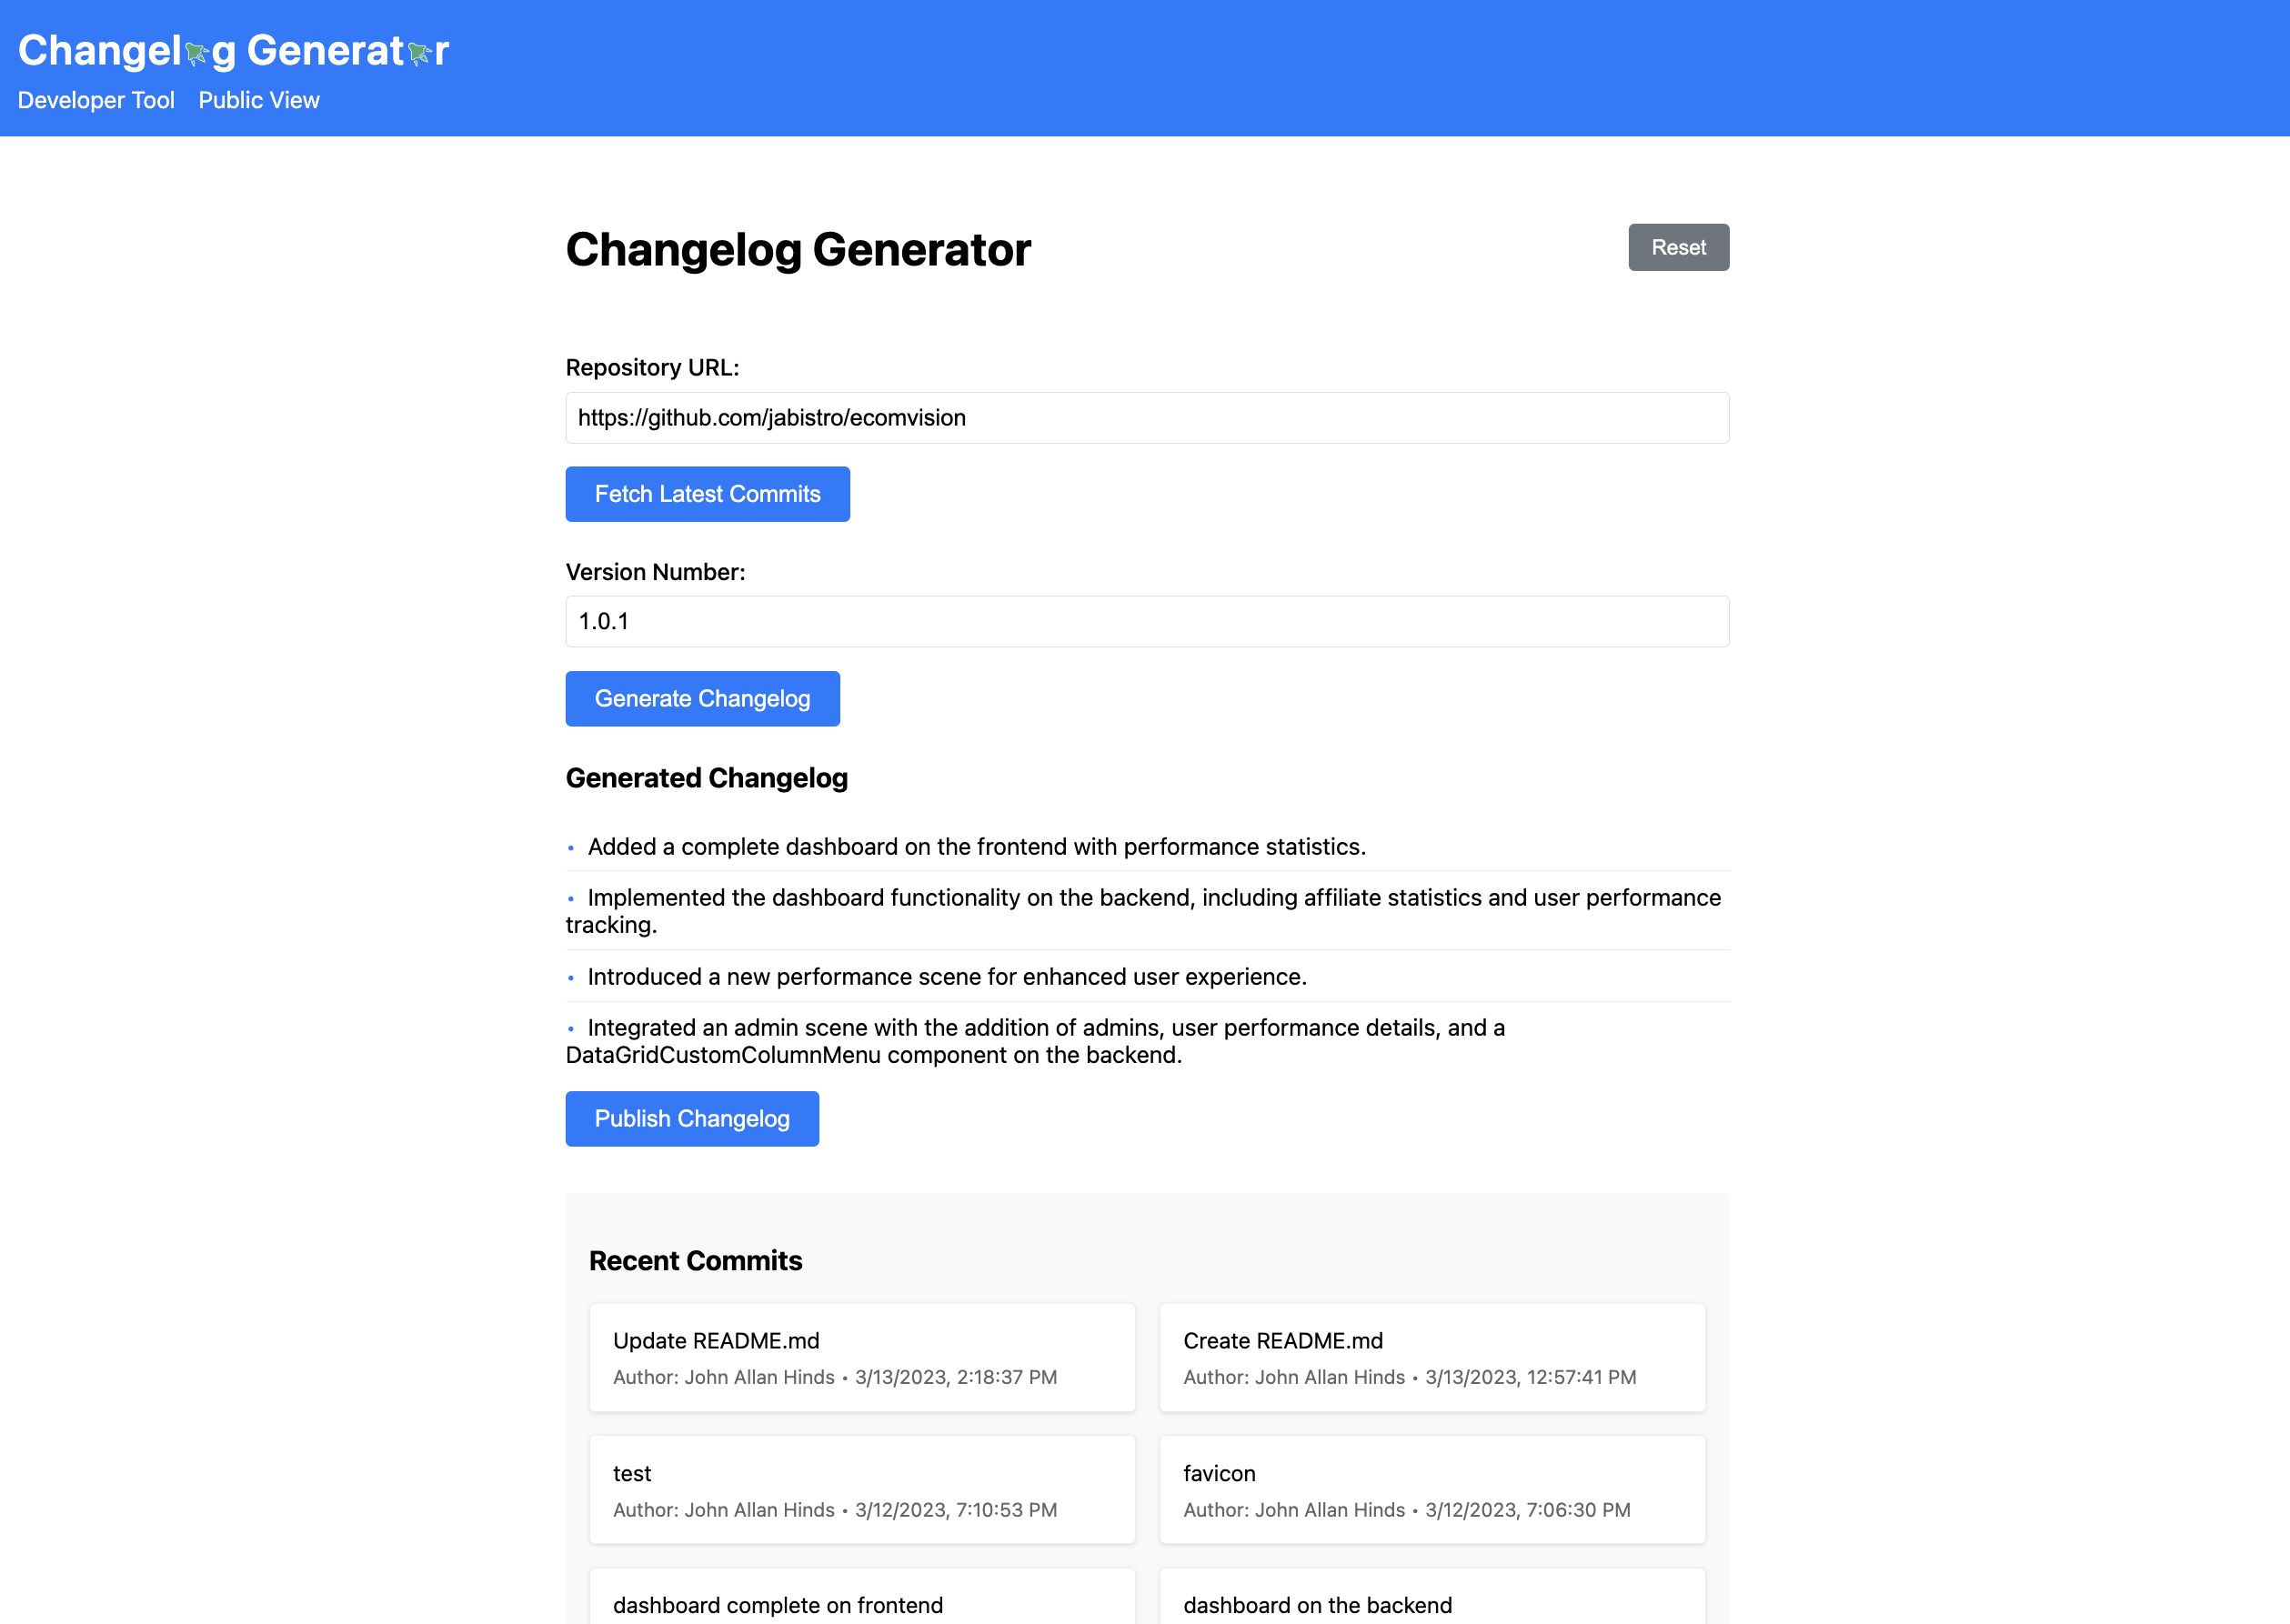 Changelog Generator
Developer Tool Public View
Changelog Generator
Reset
Repository URL:
https://github.com/jabistro/ecomvision
Fetch Latest Commits
Version Number:
1.0.1
Generate Changelog
Generated Changelog
• Added a complete dashboard on the frontend with performance statistics.
• Implemented the dashboard functionality on the backend, including affiliate statistics and user performance
tracking.
• Introduced a new performance scene for enhanced user experience.
• Integrated an admin scene with the addition of admins, user performance details, and a
DataGridCustomColumnMenu component on the backend.
Publish Changelog
Recent Commits
Update README.md
Author: John Allan Hinds • 3/13/2023, 2:18:37 PM
Create README.md
Author: John Allan Hinds • 3/13/2023, 12:57:41 PM
test
Author: John Allan Hinds • 3/12/2023, 7:10:53 PM
favicon
Author: John Allan Hinds • 3/12/2023, 7:06:30 PM
dashboard complete on frontend
dashboard on the backend